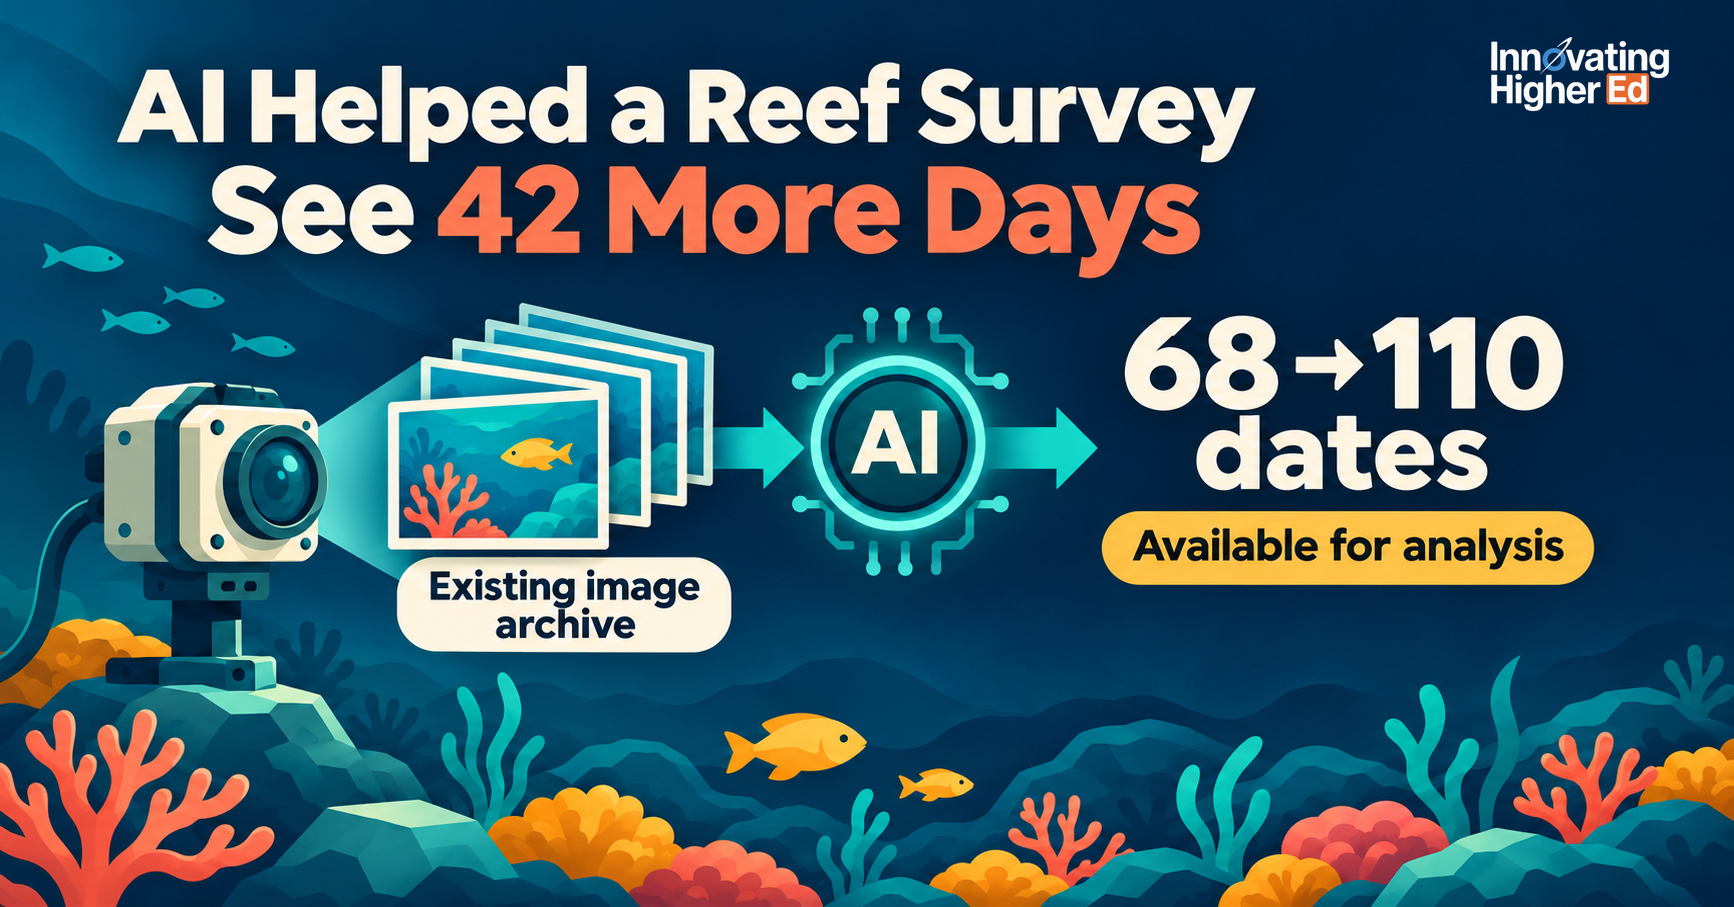 AI Helped a Reef Survey
See 42 More Days
Innovating
Higher Ed
Existing image
archive
AI
68→110
dates
Available for analysis